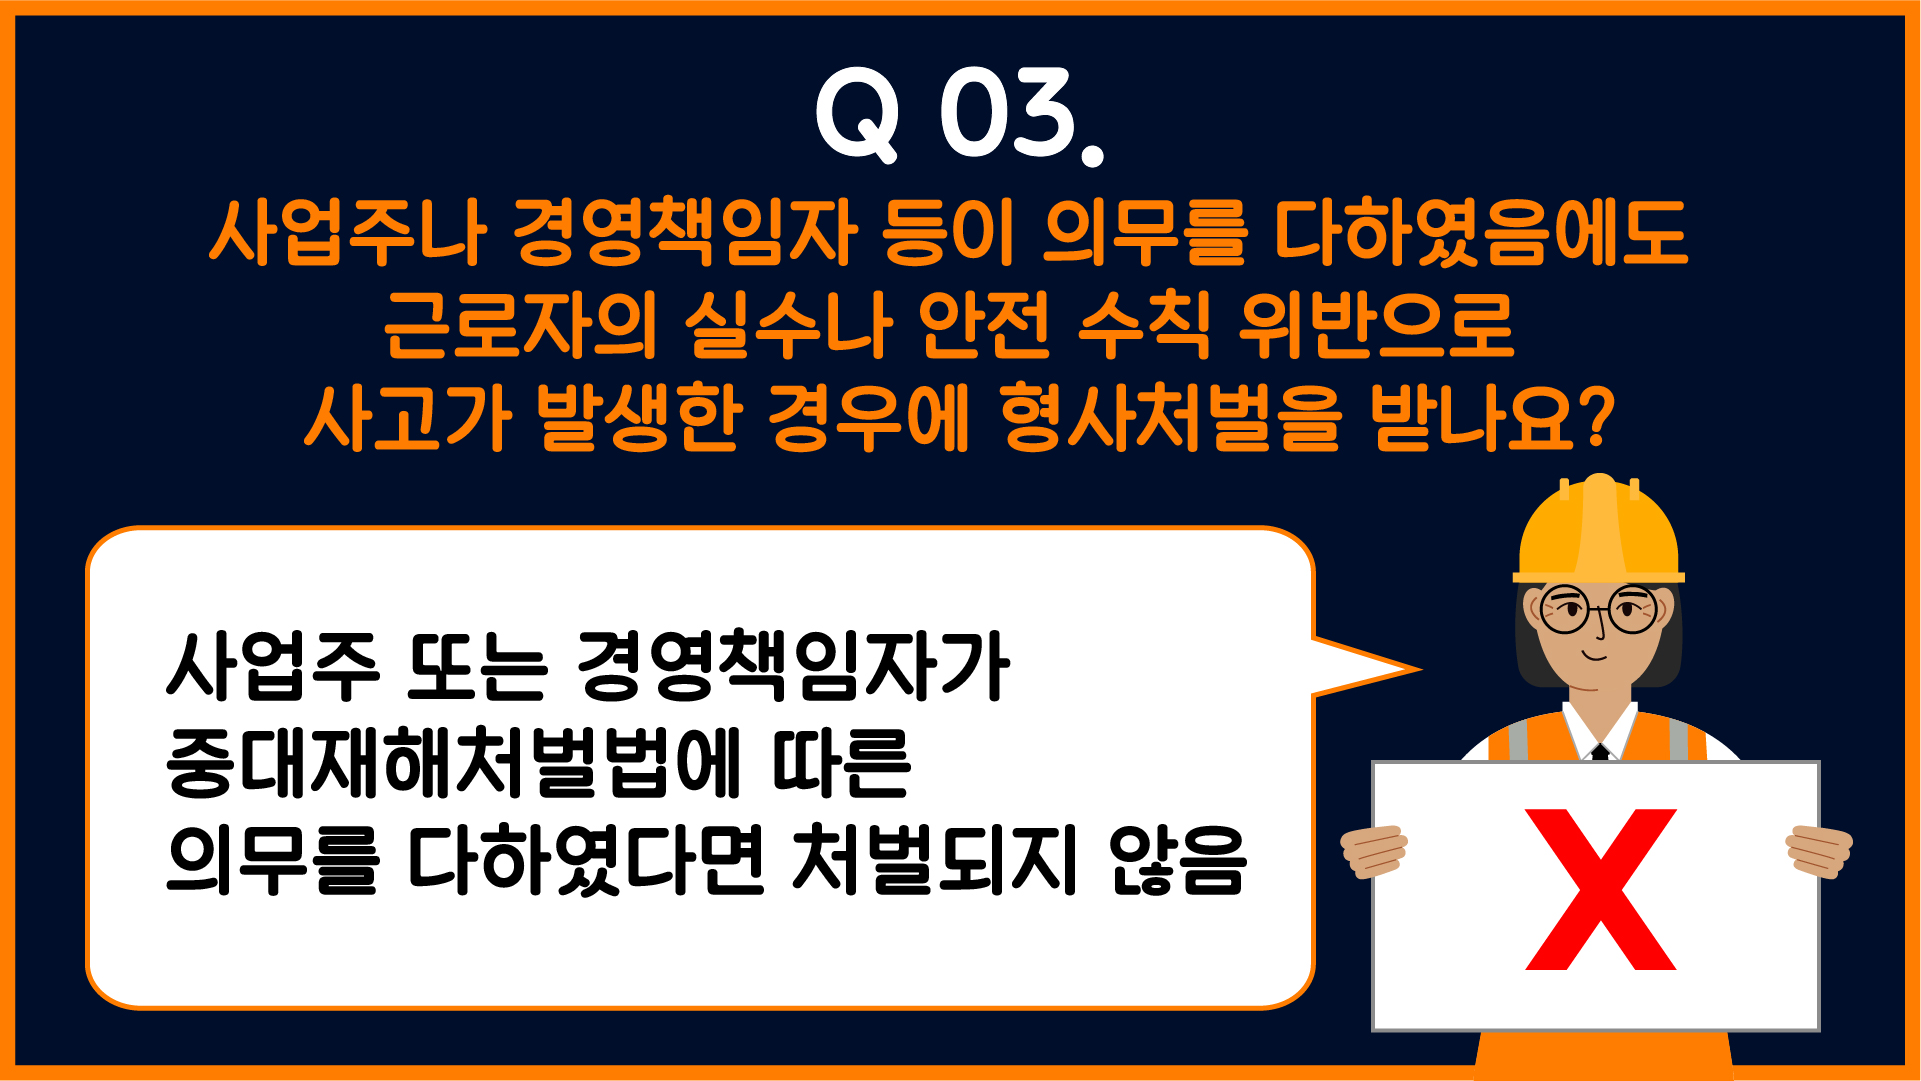 Q 03.
사업주나 경영책임자 등이 의무를 다하였음에도
근로자의 실수나 안전 수칙 위반으로
사고가 발생한 경우에 형사처벌을 받나요?
사업주 또는 경영책임자가
중대재해처벌법에 따른
의무를 다하였다면 처벌되지 않음
X